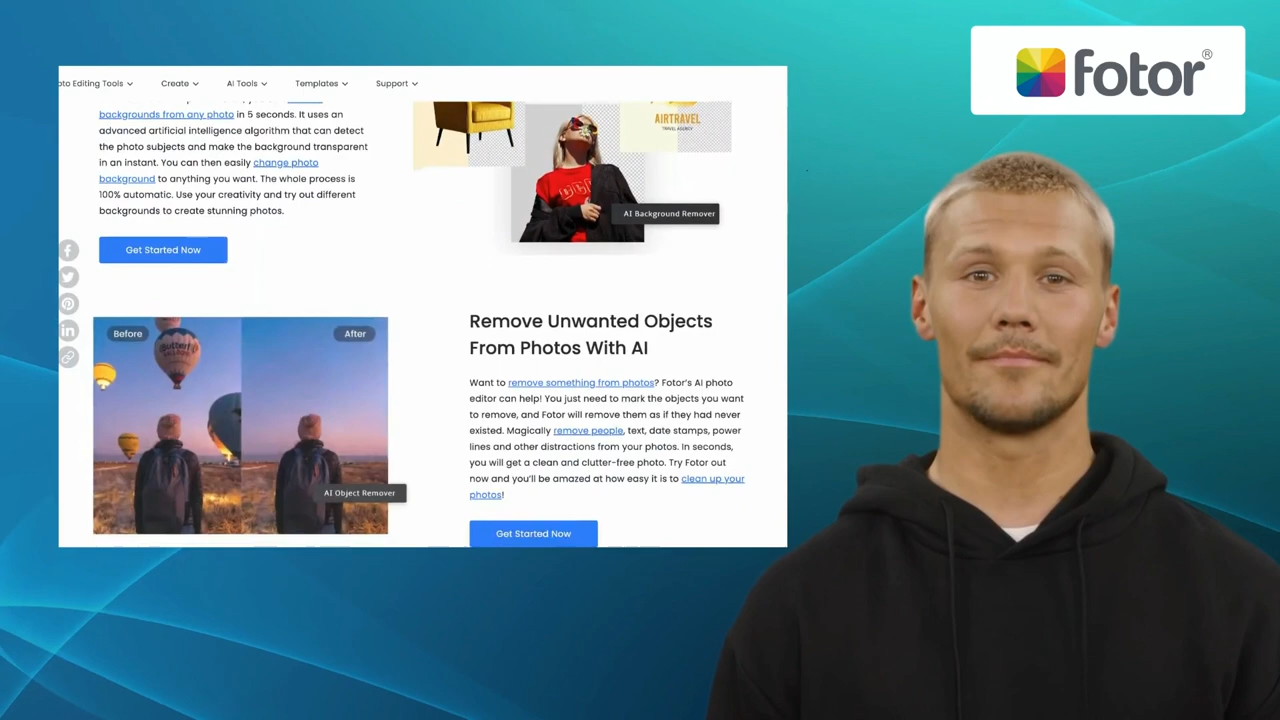 fotor®
oto Editing Tools
Create
AI Tools
Templates
Support
backgrounds from any photo in 5 seconds. It uses an
advanced artificial intelligence algorithm that can detect
the photo subjects and make the background transparent
in an instant. You can then easily change photo
background to anything you want. The whole process is
100% automatic. Use your creativity and try out different
backgrounds to create stunning photos.
Get Started Now
AIRTRAVEL
TRAVEL AGENCY
AI Background Remover
Before
After
Butterfly
BALLOONS
AI Object Remover
Remove Unwanted Objects
From Photos With AI
Want to remove something from photos? Fotor's AI photo
editor can help! You just need to mark the objects you want
to remove, and Fotor will remove them as if they had never
existed. Magically remove people, text, date stamps, power
lines and other distractions from your photos. In seconds,
you will get a clean and clutter-free photo. Try Fotor out
now and you'll be amazed at how easy it is to clean up your
photos!
Get Started Now